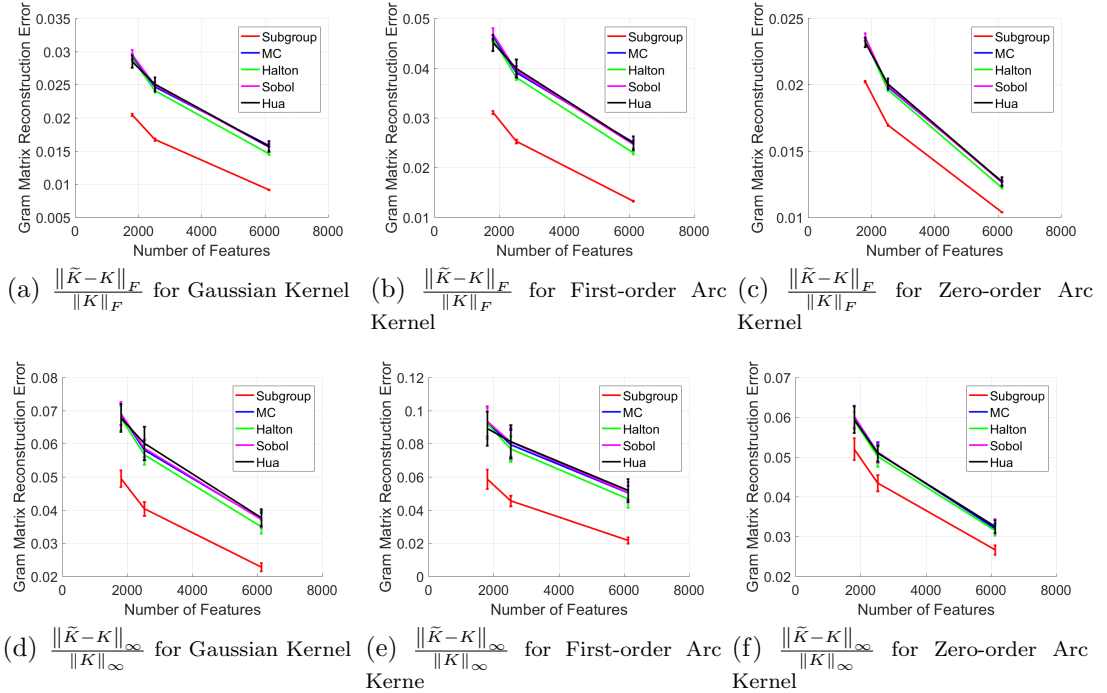 0.035
0.03
0.025
0.02
0.015
0.01
0.005
Gram Matrix Reconstruction Error
0 2000 4000 6000 8000
Number of Features
Subgroup
MC
Halton
Sobol
Hua
(a) ‖K̃−K‖_F / ‖K‖_F for Gaussian Kernel
0.05
0.04
0.03
0.02
0.01
Gram Matrix Reconstruction Error
0 2000 4000 6000 8000
Number of Features
Subgroup
MC
Halton
Sobol
Hua
(b) ‖K̃−K‖_F / ‖K‖_F for First-order Arc
Kernel
0.025
0.02
0.015
0.01
Gram Matrix Reconstruction Error
0 2000 4000 6000 8000
Number of Features
Subgroup
MC
Halton
Sobol
Hua
(c) ‖K̃−K‖_F / ‖K‖_F for Zero-order Arc
Kernel
0.08
0.07
0.06
0.05
0.04
0.03
0.02
Gram Matrix Reconstruction Error
0 2000 4000 6000 8000
Number of Features
Subgroup
MC
Halton
Sobol
Hua
(d) ‖K̃−K‖_∞ / ‖K‖_∞ for Gaussian Kernel
0.12
0.1
0.08
0.06
0.04
0.02
0
Gram Matrix Reconstruction Error
0 2000 4000 6000 8000
Number of Features
Subgroup
MC
Halton
Sobol
Hua
(e) ‖K̃−K‖_∞ / ‖K‖_∞ for First-order Arc
Kerne
0.07
0.06
0.05
0.04
0.03
0.02
Gram Matrix Reconstruction Error
0 2000 4000 6000 8000
Number of Features
Subgroup
MC
Halton
Sobol
Hua
(f) ‖K̃−K‖_∞ / ‖K‖_∞ for Zero-order Arc
Kernel